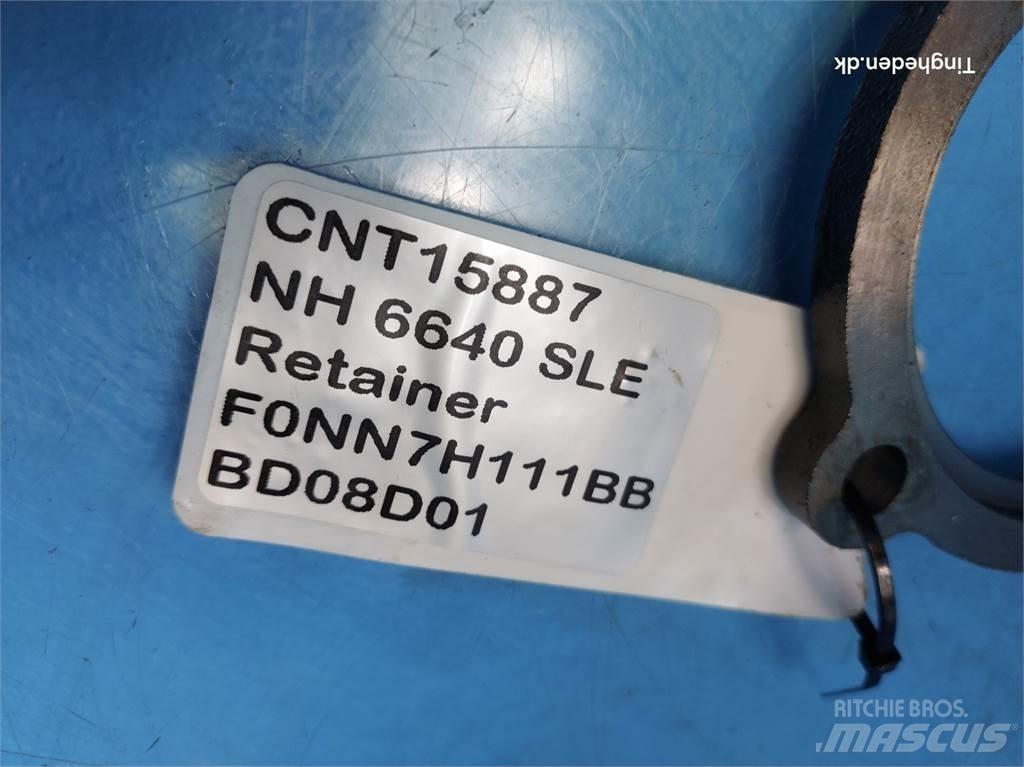 Tingheden.dk
CNT15887
NH 6640 SLE
Retainer
F0NN7H111BB
BD08D01
RITCHIE BROS.
MASCUS